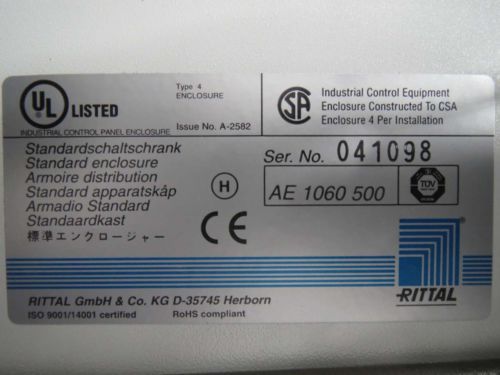 UL LISTED
Type 4
ENCLOSURE
INDUSTRIAL CONTROL PANEL ENCLOSURE
Issue No. A-2582
SA
Industrial Control Equipment
Enclosure Constructed To CSA
Enclosure 4 Per Installation
Standardschaltschrank
Standard enclosure
Armoire distribution
Standard apparatskåp
Armadio Standard
Standaardkast
標準エンクロージャー
H
CE
Ser. No. 041098
AE 1060 500
TÜV
RITTAL GmbH & Co. KG D-35745 Herborn
ISO 9001/14001 certified RoHS compliant
RITTAL